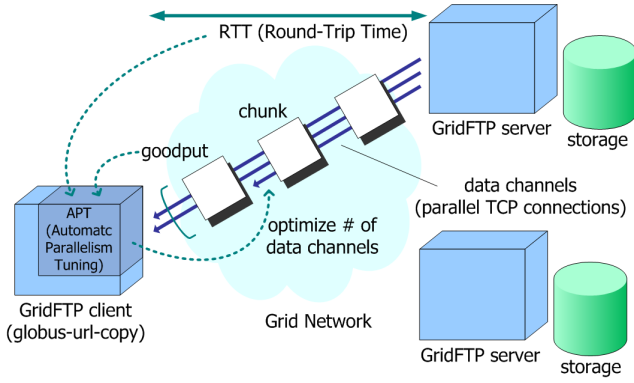 RTT (Round-Trip Time)
chunk
GridFTP server
storage
goodput
data channels
(parallel TCP connections)
APT
(Automatc
Parallelism
Tuning)
optimize # of
data channels
GridFTP client
(globus-url-copy)
Grid Network
GridFTP server
storage